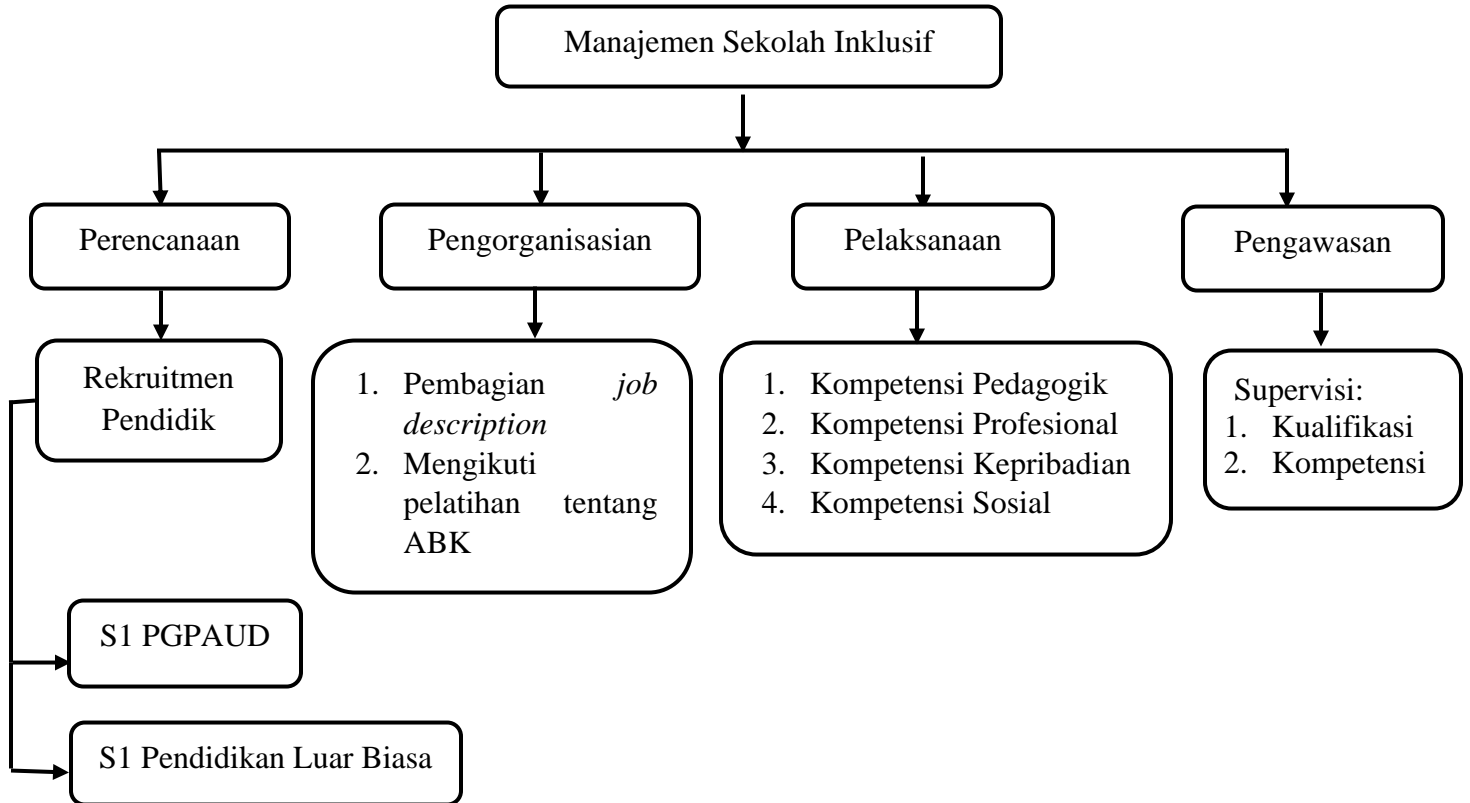 Manajemen Sekolah Inklusif
Perencanaan
Pengorganisasian
Pelaksanaan
Pengawasan
Rekruitmen
Pendidik
1. Pembagian job
description
2. Mengikuti
pelatihan tentang
ABK
1. Kompetensi Pedagogik
2. Kompetensi Profesional
3. Kompetensi Kepribadian
4. Kompetensi Sosial
Supervisi:
1. Kualifikasi
2. Kompetensi
S1 PGPAUD
S1 Pendidikan Luar Biasa